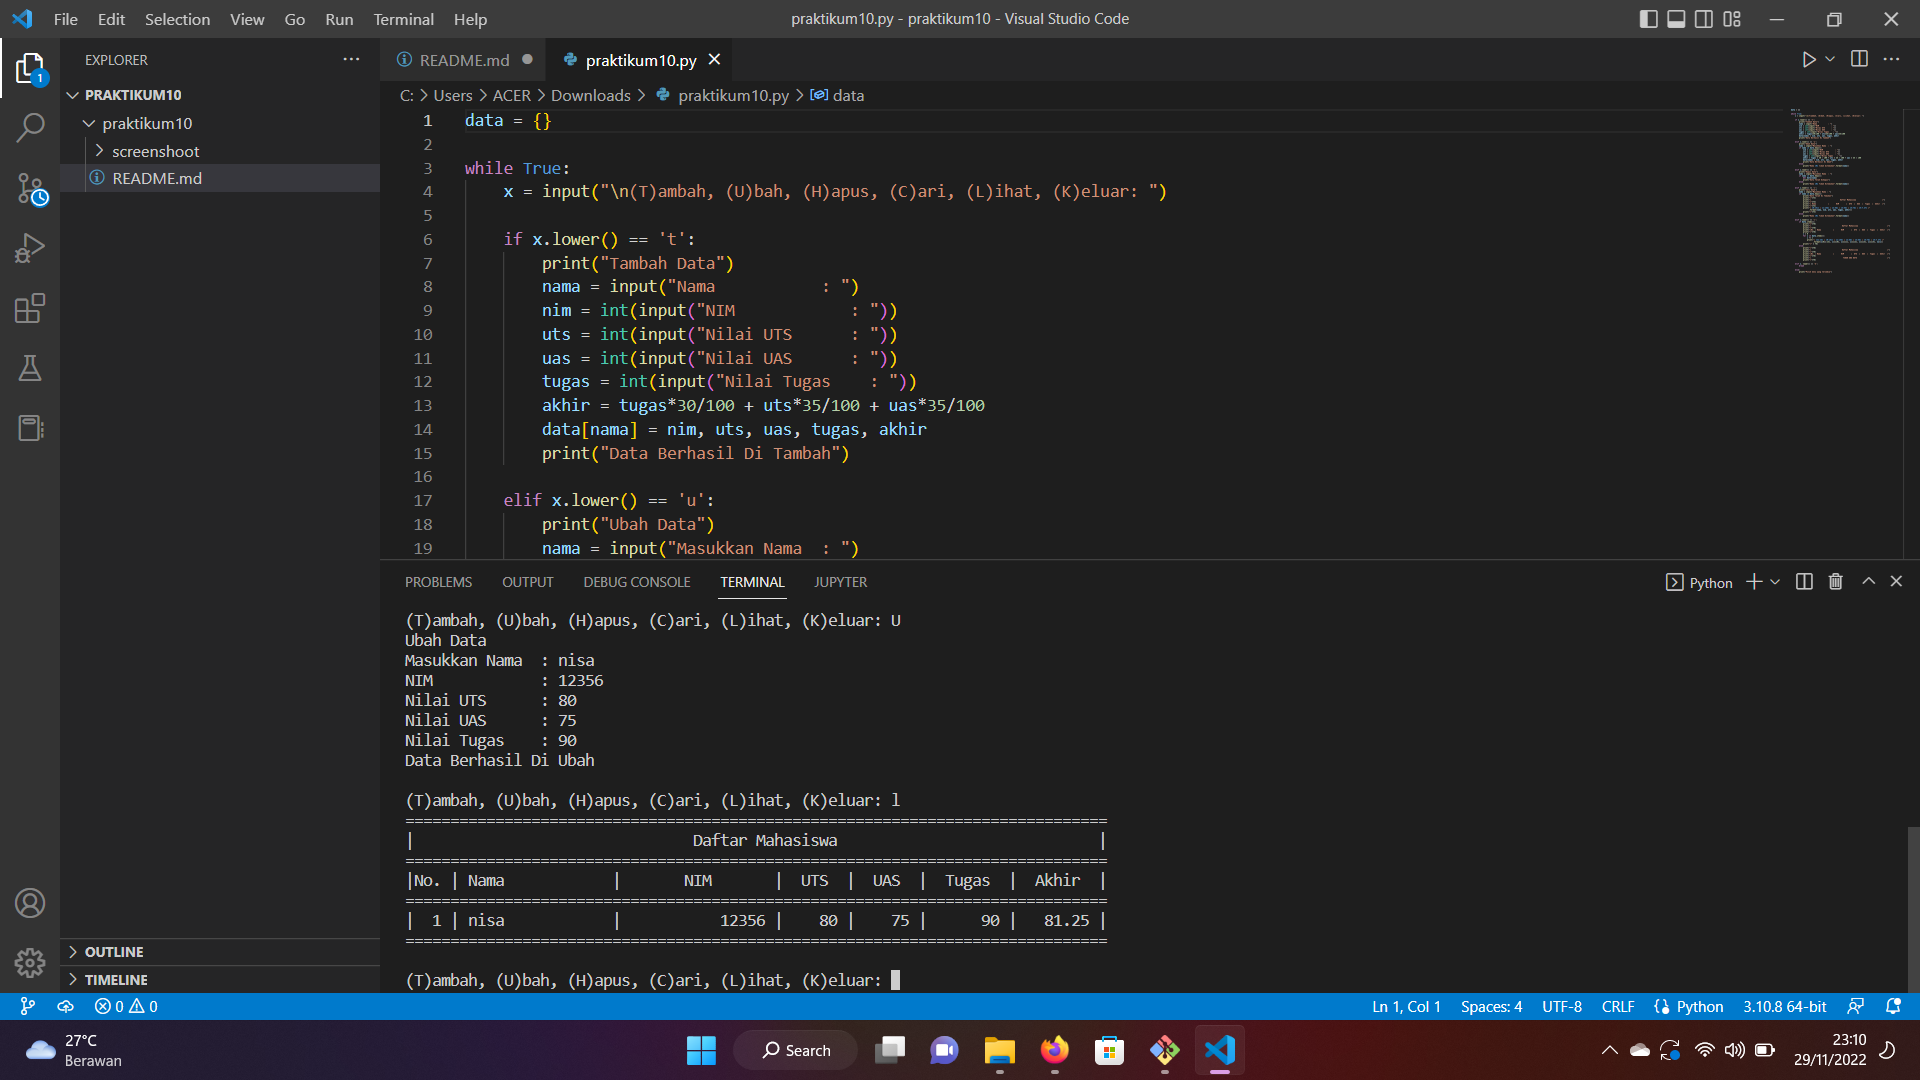 File Edit Selection View Go Run Terminal Help
praktikum10.py - praktikum10 - Visual Studio Code
EXPLORER
PRAKTIKUM10
praktikum10
screenshoot
README.md
OUTLINE
TIMELINE
1
README.md praktikum10.py
C: > Users > ACER > Downloads > praktikum10.py > data
1 data = {}
2
3 while True:
4 x = input("\n(T)ambah, (U)bah, (H)apus, (C)ari, (L)ihat, (K)eluar: ")
5
6 if x.lower() == 't':
7 print("Tambah Data")
8 nama = input("Nama           : ")
9 nim = int(input("NIM            : "))
10 uts = int(input("Nilai UTS      : "))
11 uas = int(input("Nilai UAS      : "))
12 tugas = int(input("Nilai Tugas    : "))
13 akhir = tugas*30/100 + uts*35/100 + uas*35/100
14 data[nama] = nim, uts, uas, tugas, akhir
15 print("Data Berhasil Di Tambah")
16
17 elif x.lower() == 'u':
18 print("Ubah Data")
19 nama = input("Masukkan Nama  : ")
PROBLEMS OUTPUT DEBUG CONSOLE TERMINAL JUPYTER
Python
(T)ambah, (U)bah, (H)apus, (C)ari, (L)ihat, (K)eluar: U
Ubah Data
Masukkan Nama  : nisa
NIM            : 12356
Nilai UTS      : 80
Nilai UAS      : 75
Nilai Tugas    : 90
Data Berhasil Di Ubah
(T)ambah, (U)bah, (H)apus, (C)ari, (L)ihat, (K)eluar: l
==============================================================================
|                               Daftar Mahasiswa                             |
==============================================================================
|No. | Nama            |       NIM       |  UTS  |  UAS  |  Tugas  |  Akhir  |
==============================================================================
|  1 | nisa            |           12356 |    80 |    75 |      90 |   81.25 |
==============================================================================
(T)ambah, (U)bah, (H)apus, (C)ari, (L)ihat, (K)eluar:
0 0
Ln 1, Col 1 Spaces: 4 UTF-8 CRLF Python 3.10.8 64-bit
27°C
Berawan
Search
23:10
29/11/2022